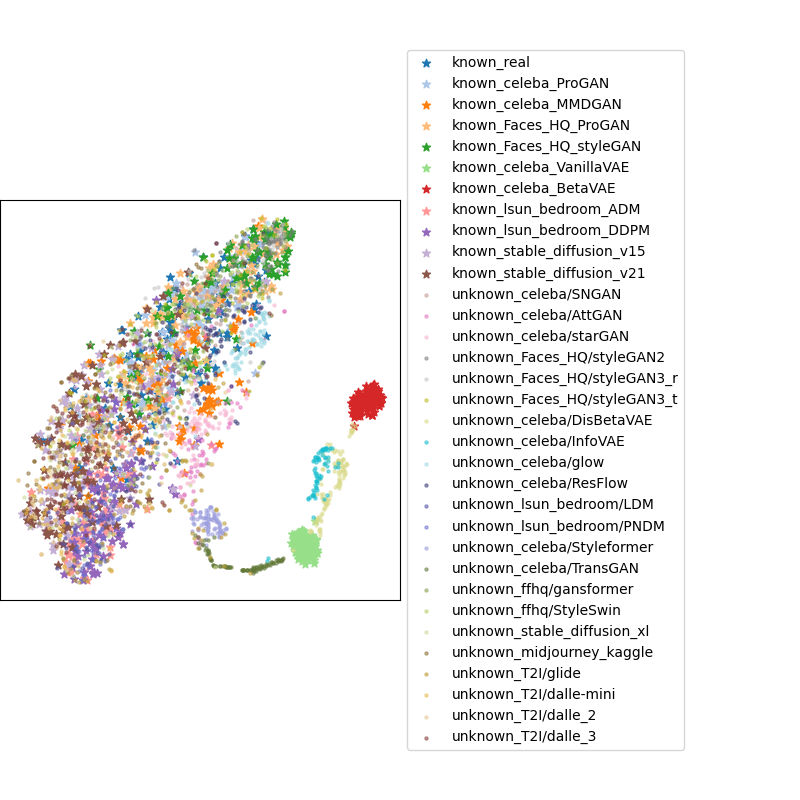 known_real
known_celeba_ProGAN
known_celeba_MMDGAN
known_Faces_HQ_ProGAN
known_Faces_HQ_styleGAN
known_celeba_VanillaVAE
known_celeba_BetaVAE
known_lsun_bedroom_ADM
known_lsun_bedroom_DDPM
known_stable_diffusion_v15
known_stable_diffusion_v21
unknown_celeba/SNGAN
unknown_celeba/AttGAN
unknown_celeba/starGAN
unknown_Faces_HQ/styleGAN2
unknown_Faces_HQ/styleGAN3_r
unknown_Faces_HQ/styleGAN3_t
unknown_celeba/DisBetaVAE
unknown_celeba/InfoVAE
unknown_celeba/glow
unknown_celeba/ResFlow
unknown_lsun_bedroom/LDM
unknown_lsun_bedroom/PNDM
unknown_celeba/Styleformer
unknown_celeba/TransGAN
unknown_ffhq/gansformer
unknown_ffhq/StyleSwin
unknown_stable_diffusion_xl
unknown_midjourney_kaggle
unknown_T2I/glide
unknown_T2I/dalle-mini
unknown_T2I/dalle_2
unknown_T2I/dalle_3